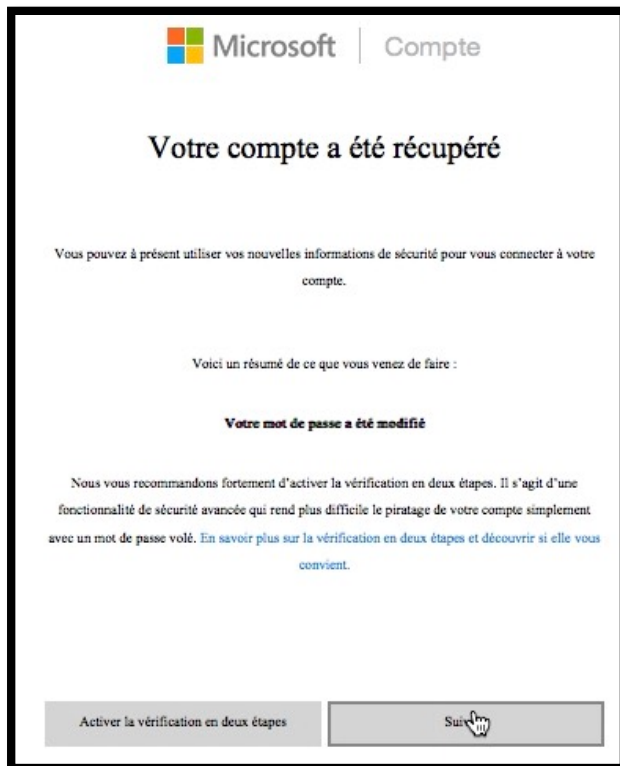 Microsoft Compte
Votre compte a été récupéré
Vous pouvez à présent utiliser vos nouvelles informations de sécurité pour vous connecter à votre
compte.
Voici un résumé de ce que vous venez de faire :
Votre mot de passe a été modifié
Nous vous recommandons fortement d'activer la vérification en deux étapes. Il s'agit d'une
fonctionnalité de sécurité avancée qui rend plus difficile le piratage de votre compte simplement
avec un mot de passe volé. En savoir plus sur la vérification en deux étapes et découvrir si elle vous
convient.
Activer la vérification en deux étapes